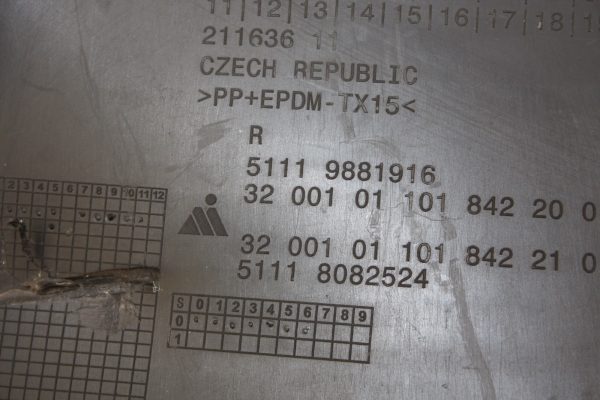 11|12|13|14|15|16|17|18|
211636 11
CZECH REPUBLIC
>PP+EPDM-TX15<
R
5111 9881916
32 001 01 101 842 20 0
32 001 01 101 842 21 0
5111 8082524
2 3 4 5 6 7 8 9 10 11 12
S 0 1 2 3 4 5 6 7 8 9
0
1